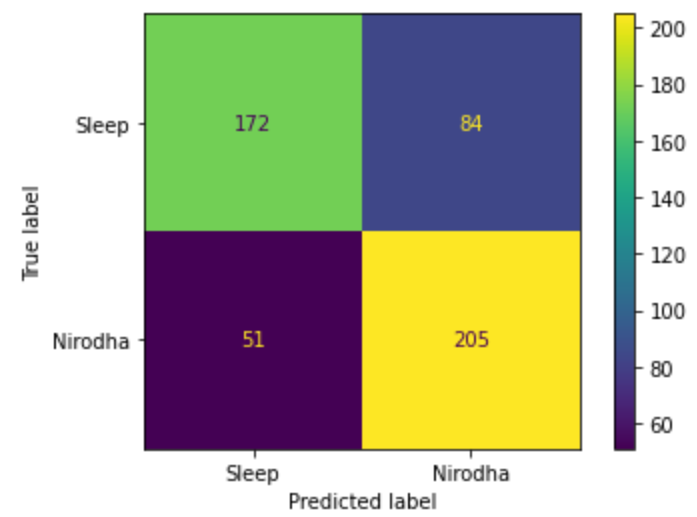 True label
Sleep
172
84
Nirodha
51
205
Sleep
Nirodha
Predicted label
200
180
160
140
120
100
80
60